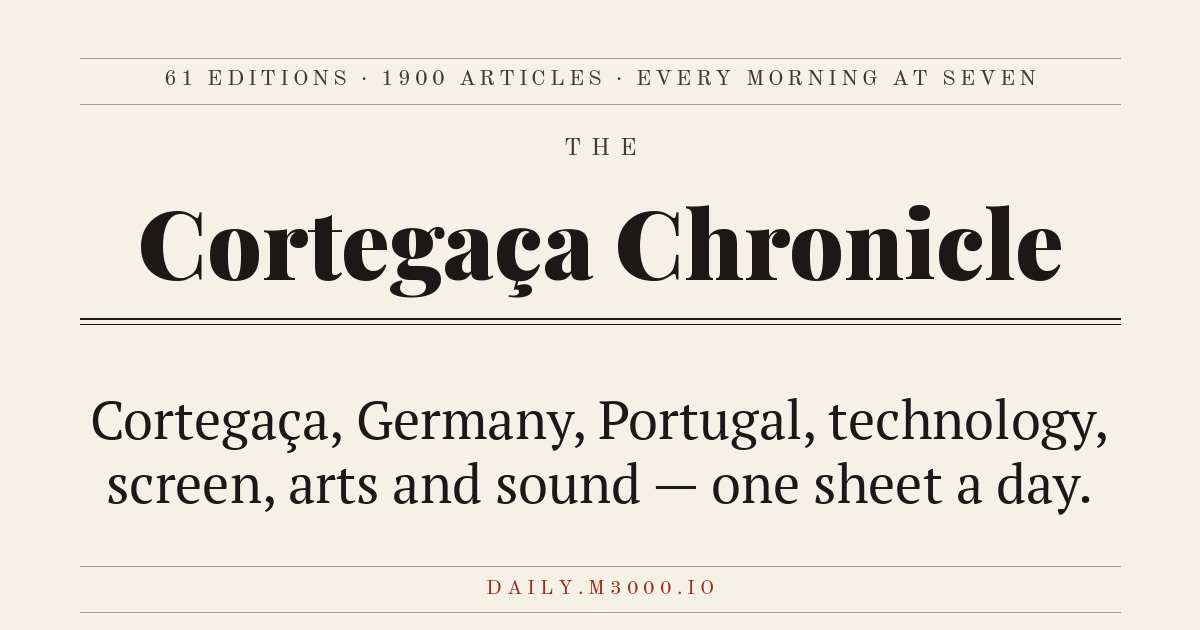 61 EDITIONS · 1900 ARTICLES · EVERY MORNING AT SEVEN
THE
Cortegaça Chronicle
Cortegaça, Germany, Portugal, technology,
screen, arts and sound — one sheet a day.
DAILY.M3000.IO